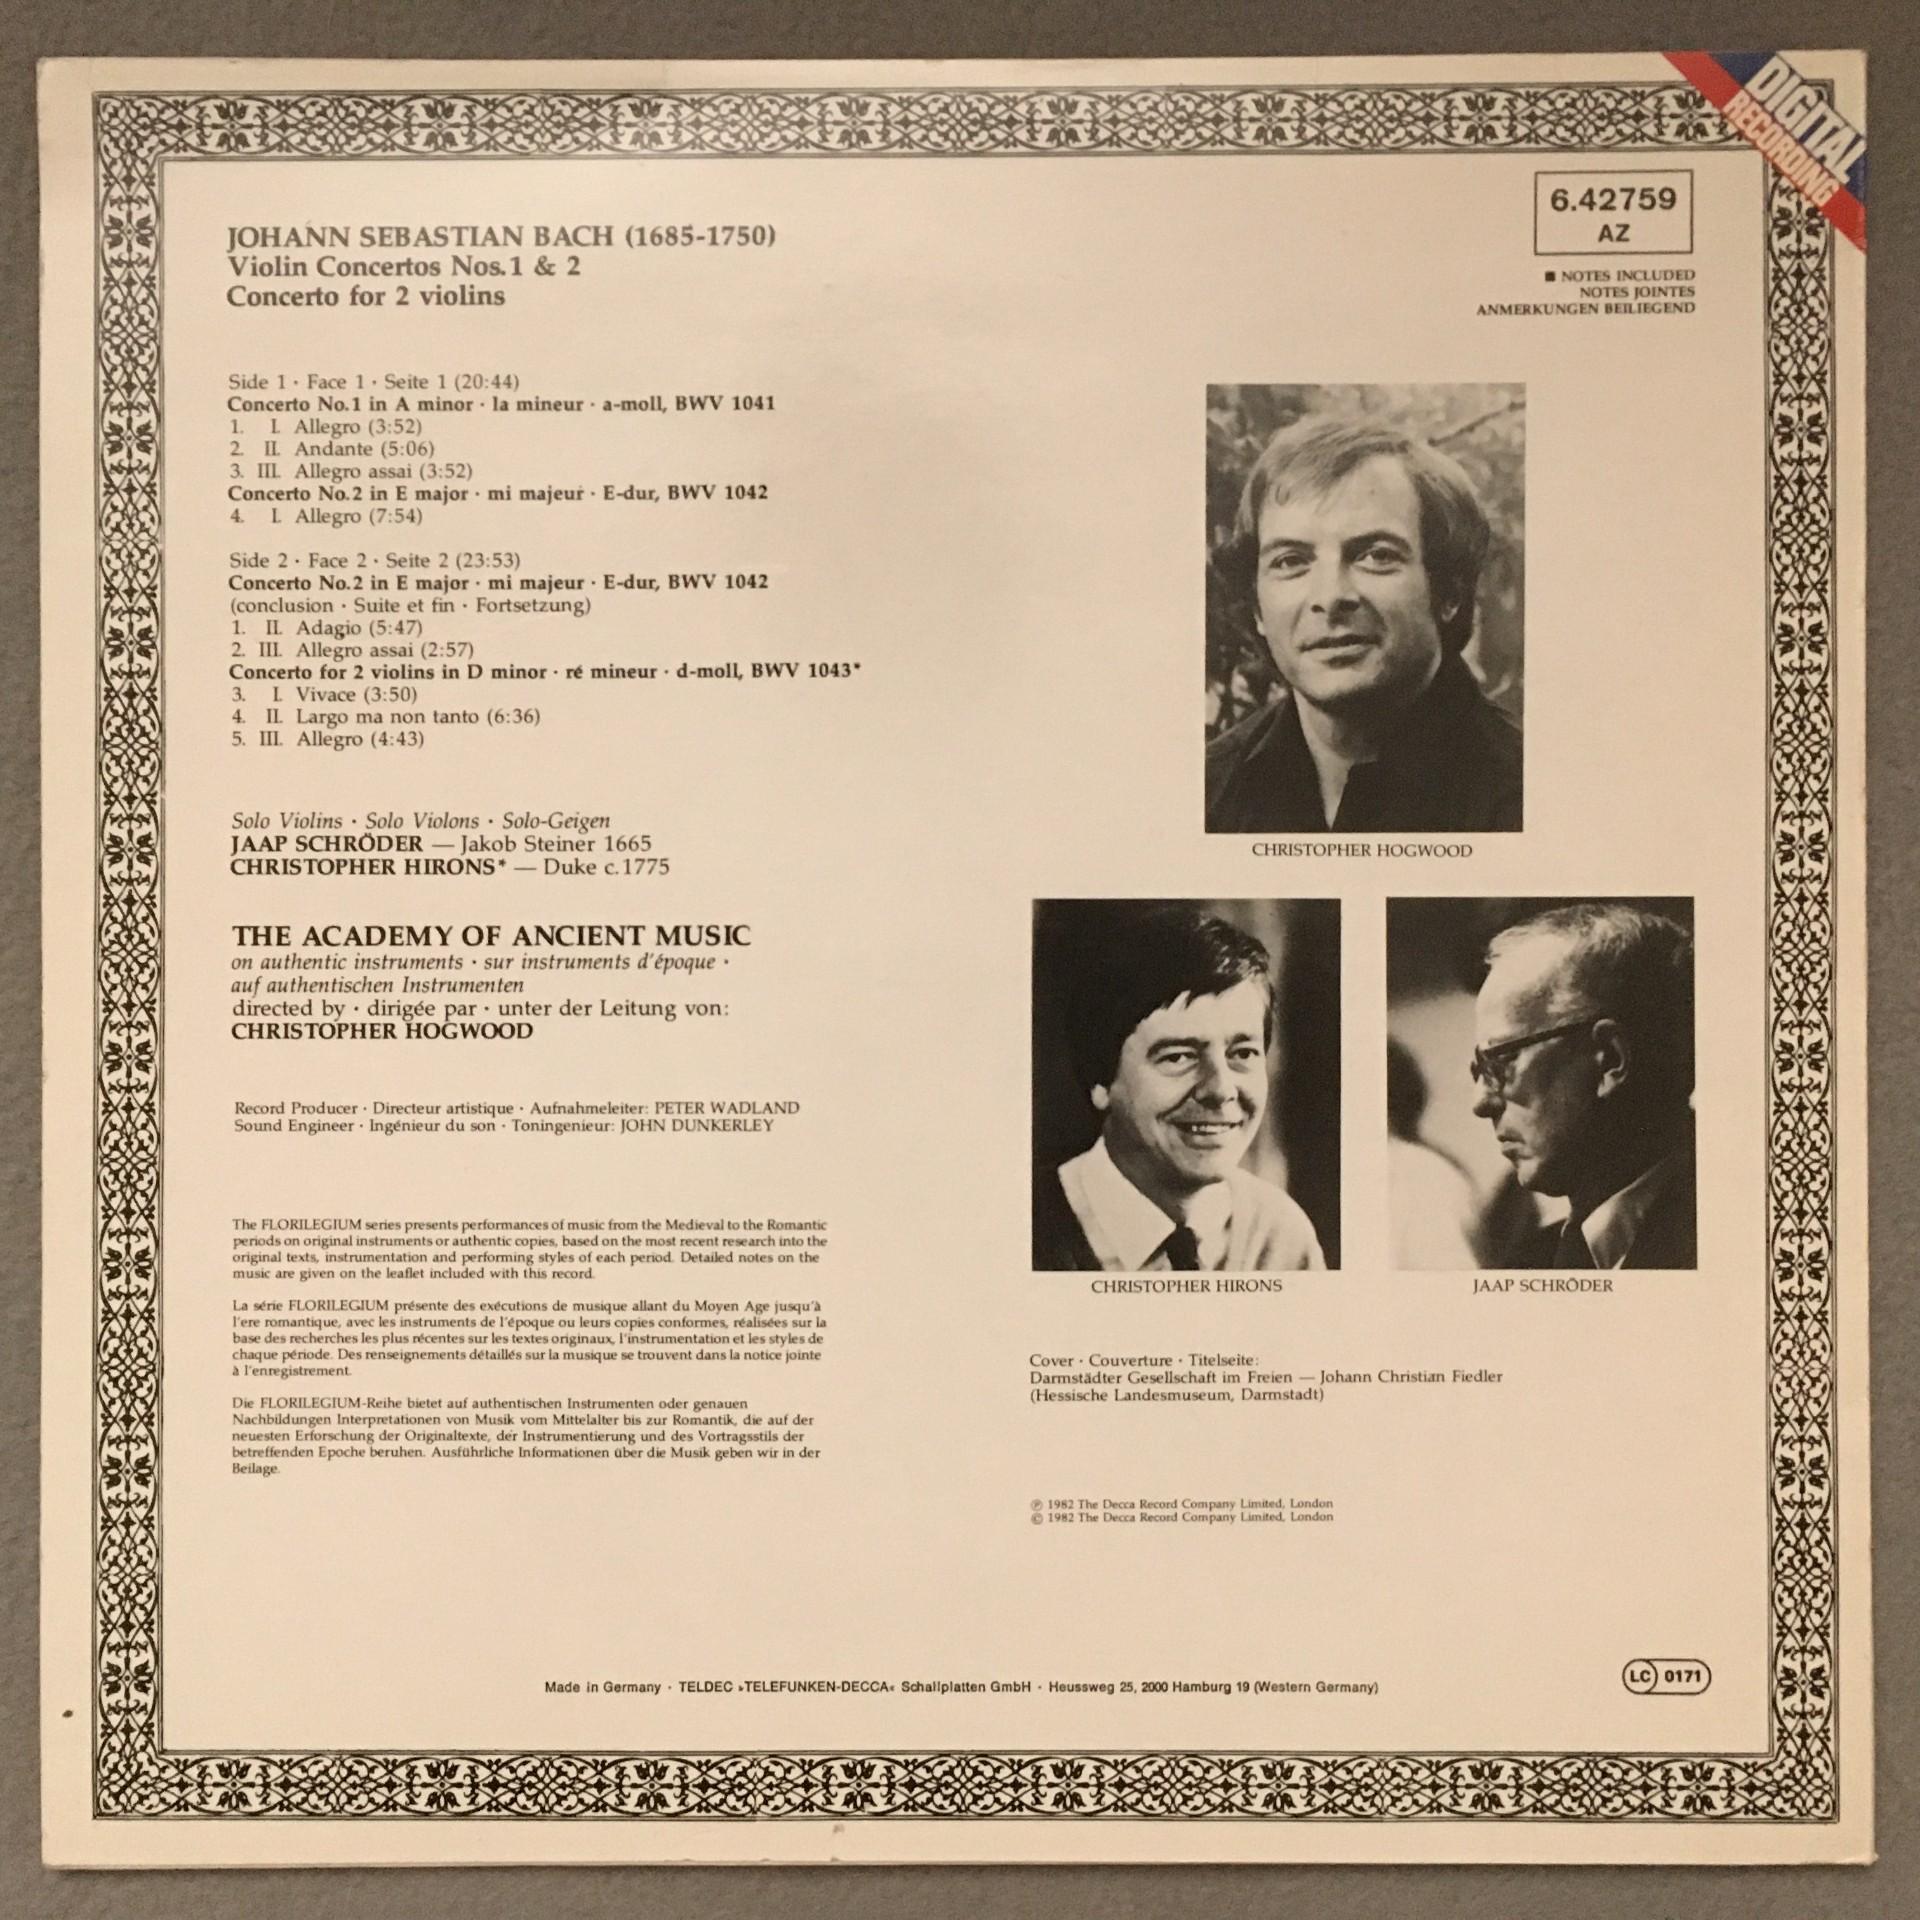 DIGITAL
RECORDING
6.42759
AZ
■ NOTES INCLUDED
NOTES JOINTES
ANMERKUNGEN BEILIEGEND
JOHANN SEBASTIAN BACH (1685-1750)
Violin Concertos Nos.1 & 2
Concerto for 2 violins
Side 1 · Face 1 · Seite 1 (20:44)
Concerto No.1 in A minor · la mineur · a-moll, BWV 1041
1. I. Allegro (3:52)
2. II. Andante (5:06)
3. III. Allegro assai (3:52)
Concerto No.2 in E major · mi majeur · E-dur, BWV 1042
4. I. Allegro (7:54)
Side 2 · Face 2 · Seite 2 (23:53)
Concerto No.2 in E major · mi majeur · E-dur, BWV 1042
(conclusion · Suite et fin · Fortsetzung)
1. II. Adagio (5:47)
2. III. Allegro assai (2:57)
Concerto for 2 violins in D minor · ré mineur · d-moll, BWV 1043*
3. I. Vivace (3:50)
4. II. Largo ma non tanto (6:36)
5. III. Allegro (4:43)
Solo Violins · Solo Violons · Solo-Geigen
JAAP SCHRÖDER — Jakob Steiner 1665
CHRISTOPHER HIRONS* — Duke c.1775
THE ACADEMY OF ANCIENT MUSIC
on authentic instruments · sur instruments d'époque ·
auf authentischen Instrumenten
directed by · dirigée par · unter der Leitung von:
CHRISTOPHER HOGWOOD
Record Producer · Directeur artistique · Aufnahmeleiter: PETER WADLAND
Sound Engineer · Ingénieur du son · Toningenieur: JOHN DUNKERLEY
The FLORILEGIUM series presents performances of music from the Medieval to the Romantic
periods on original instruments or authentic copies, based on the most recent research into the
original texts, instrumentation and performing styles of each period. Detailed notes on the
music are given on the leaflet included with this record.
La série FLORILEGIUM présente des exécutions de musique allant du Moyen Age jusqu'à
l'ere romantique, avec les instruments de l'époque ou leurs copies conformes, réalisées sur la
base des recherches les plus récentes sur les textes originaux, l'instrumentation et les styles de
chaque période. Des renseignements détaillés sur la musique se trouvent dans la notice jointe
à l'enregistrement.
Die FLORILEGIUM-Reihe bietet auf authentischen Instrumenten oder genauen
Nachbildungen Interpretationen von Musik vom Mittelalter bis zur Romantik, die auf der
neuesten Erforschung der Originaltexte, der Instrumentierung und des Vortragsstils der
betreffenden Epoche beruhen. Ausführliche Informationen über die Musik geben wir in der
Beilage.
CHRISTOPHER HOGWOOD
CHRISTOPHER HIRONS
JAAP SCHRÖDER
Cover · Couverture · Titelseite:
Darmstädter Gesellschaft im Freien — Johann Christian Fiedler
(Hessische Landesmuseum, Darmstadt)
℗ 1982 The Decca Record Company Limited, London
© 1982 The Decca Record Company Limited, London
Made in Germany · TELDEC »TELEFUNKEN-DECCA« Schallplatten GmbH · Heussweg 25, 2000 Hamburg 19 (Western Germany)
LC 0171